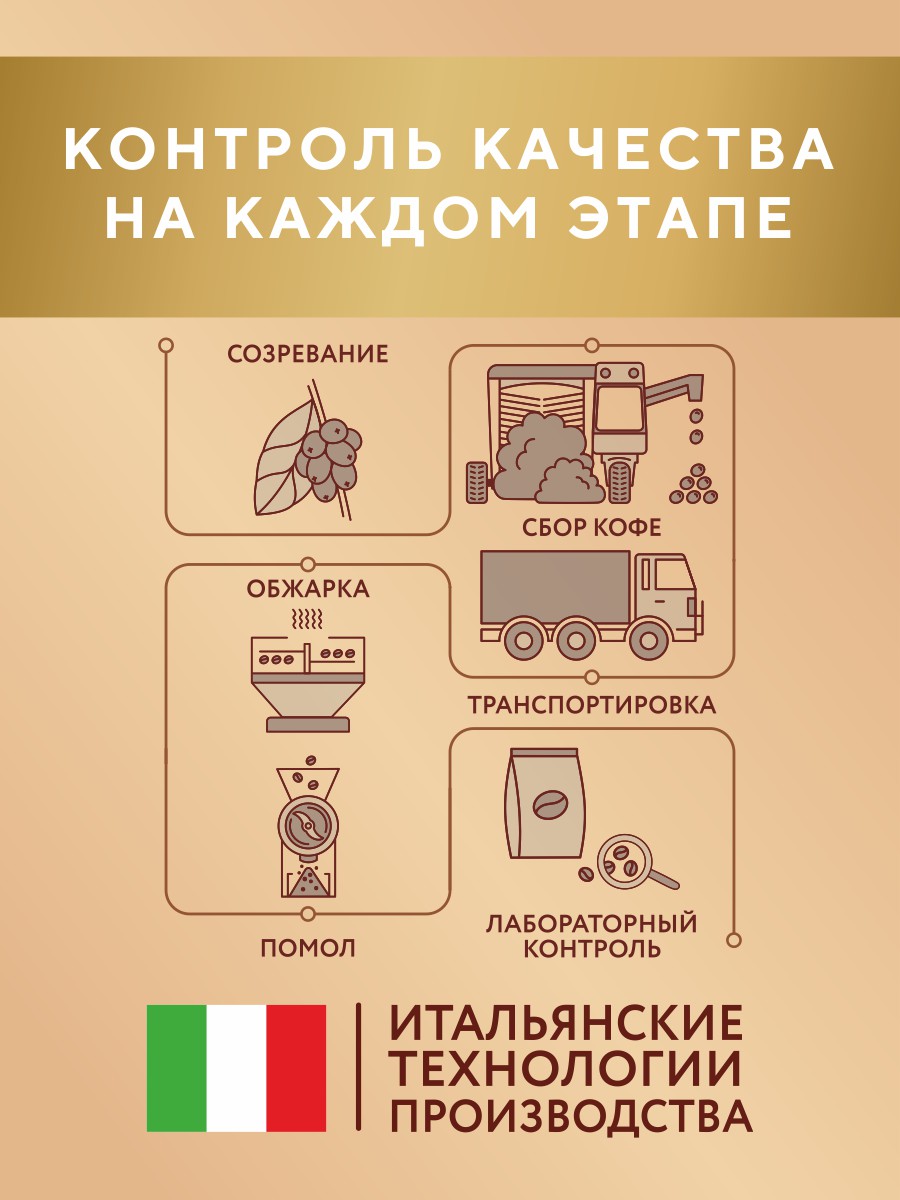 КОНТРОЛЬ КАЧЕСТВА
НА КАЖДОМ ЭТАПЕ
СОЗРЕВАНИЕ
СБОР КОФЕ
ОБЖАРКА
ТРАНСПОРТИРОВКА
ПОМОЛ
ЛАБОРАТОРНЫЙ
КОНТРОЛЬ
ИТАЛЬЯНСКИЕ
ТЕХНОЛОГИИ
ПРОИЗВОДСТВА